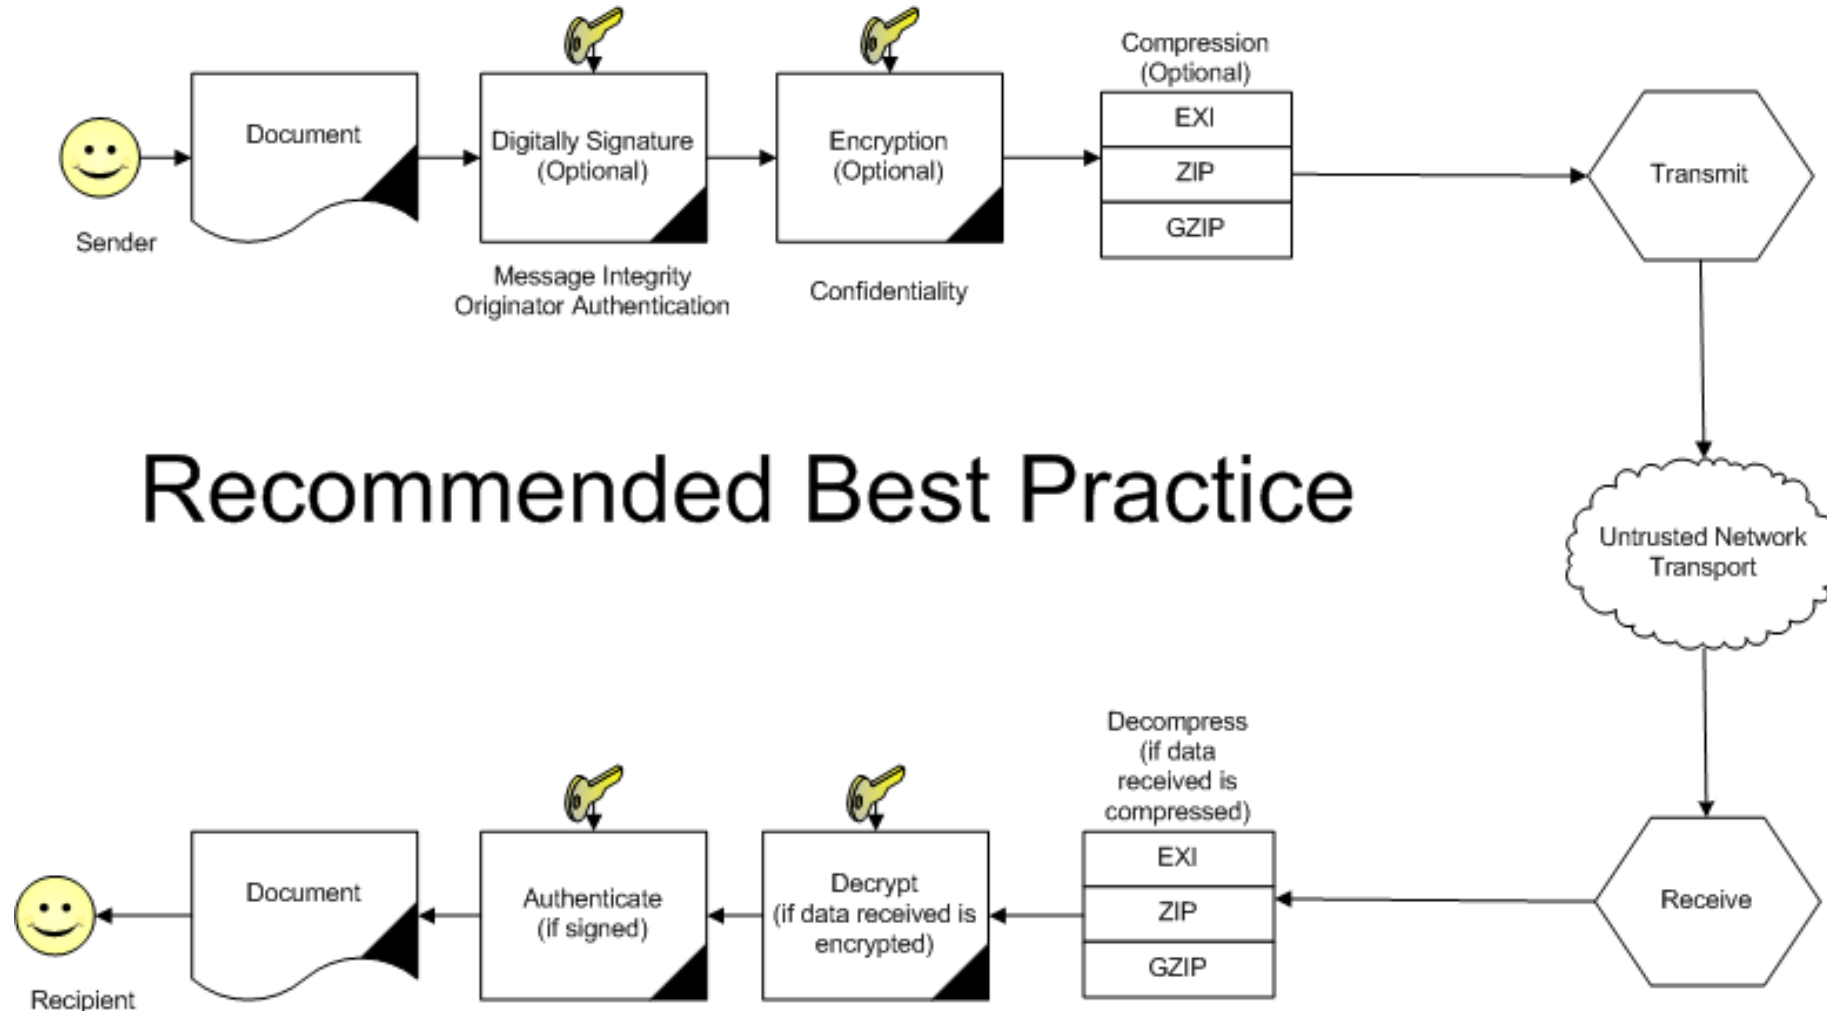 Compression
(Optional)
Document
Digitally Signature
(Optional)
Encryption
(Optional)
EXI
ZIP
GZIP
Transmit
Sender
Message Integrity
Originator Authentication
Confidentiality
Recommended Best Practice
Untrusted Network
Transport
Decompress
(if data
received is
compressed)
Document
Authenticate
(if signed)
Decrypt
(if data received is
encrypted)
EXI
ZIP
GZIP
Receive
Recipient